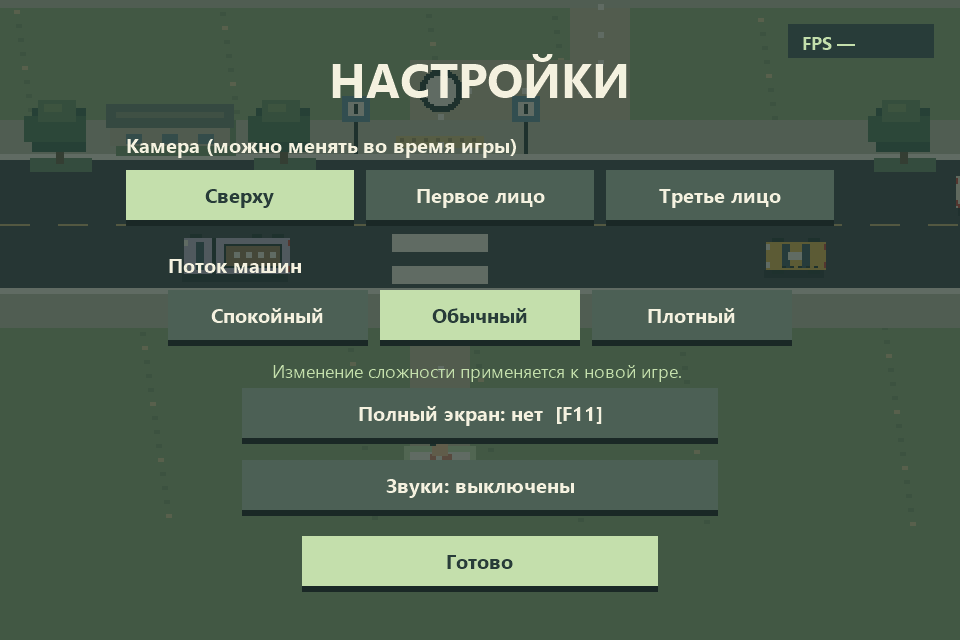 FPS —
НАСТРОЙКИ
Камера (можно менять во время игры)
Сверху
Первое лицо
Третье лицо
Поток машин
Спокойный
Обычный
Плотный
Изменение сложности применяется к новой игре.
Полный экран: нет [F11]
Звуки: выключены
Готово